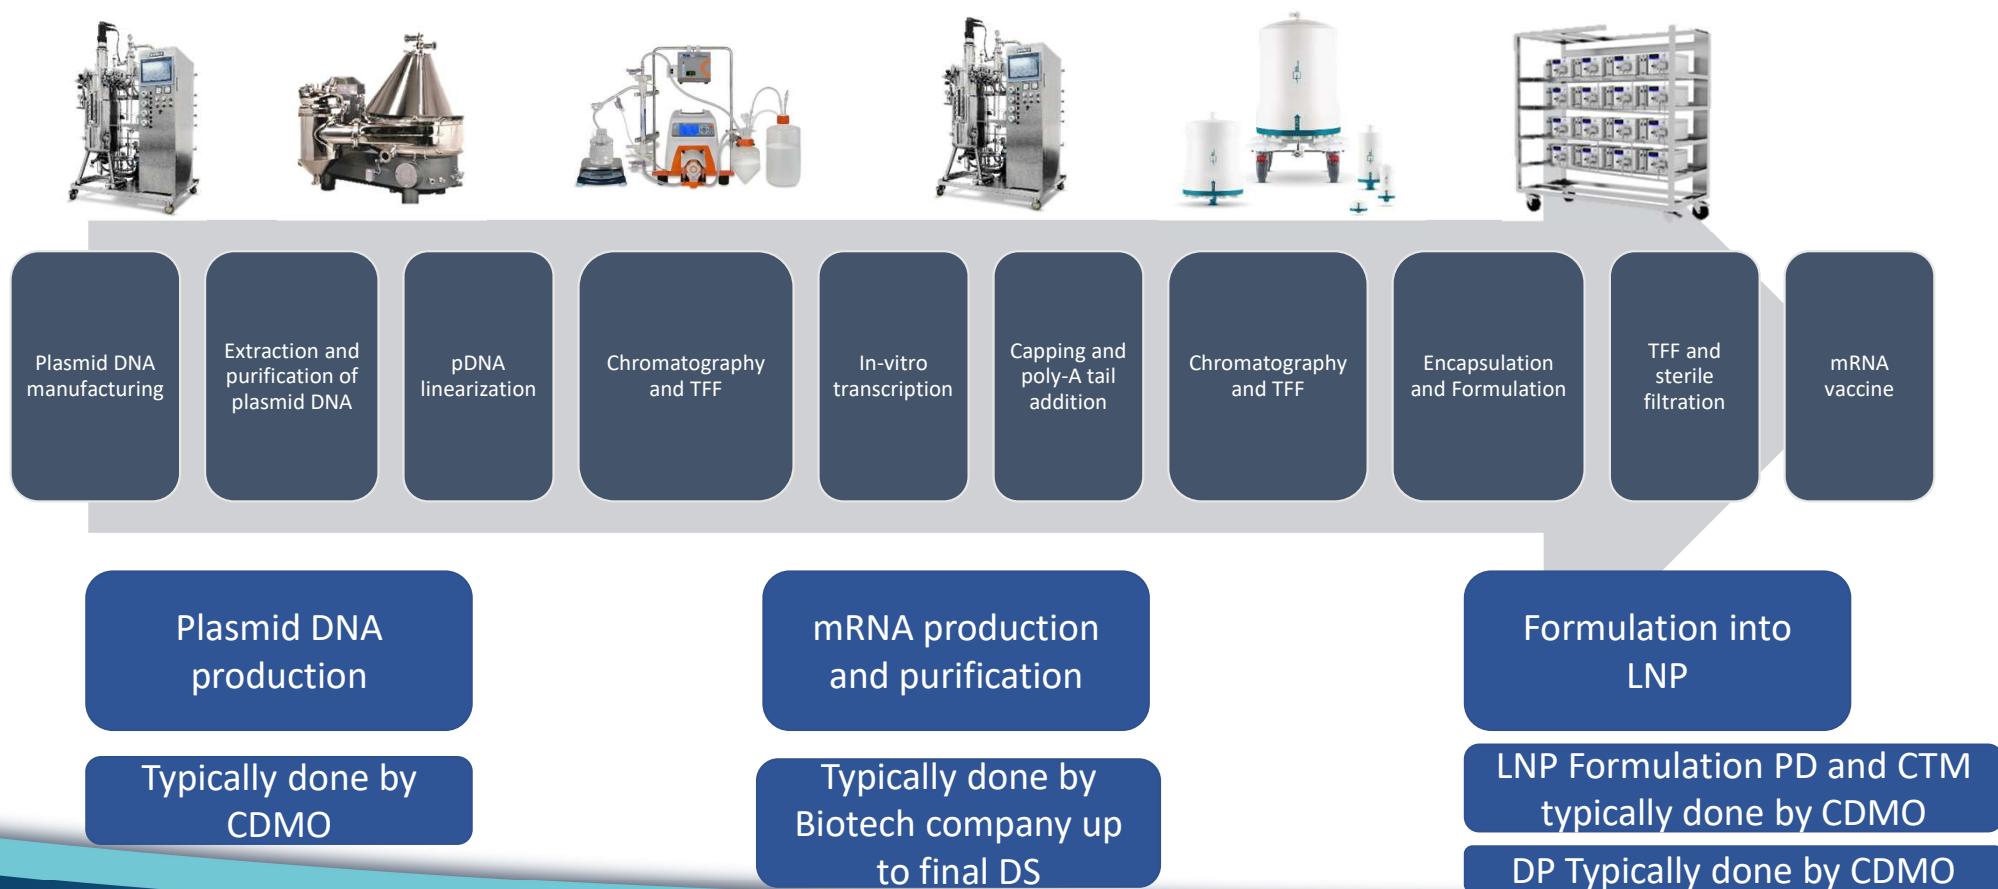 Plasmid DNA
manufacturing
Extraction and
purification of
plasmid DNA
pDNA
linearization
Chromatography
and TFF
In-vitro
transcription
Capping and
poly-A tail
addition
Chromatography
and TFF
Encapsulation
and Formulation
TFF and
sterile
filtration
mRNA
vaccine
Plasmid DNA
production
Typically done by
CDMO
mRNA production
and purification
Typically done by
Biotech company up
to final DS
Formulation into
LNP
LNP Formulation PD and CTM
typically done by CDMO
DP Typically done by CDMO